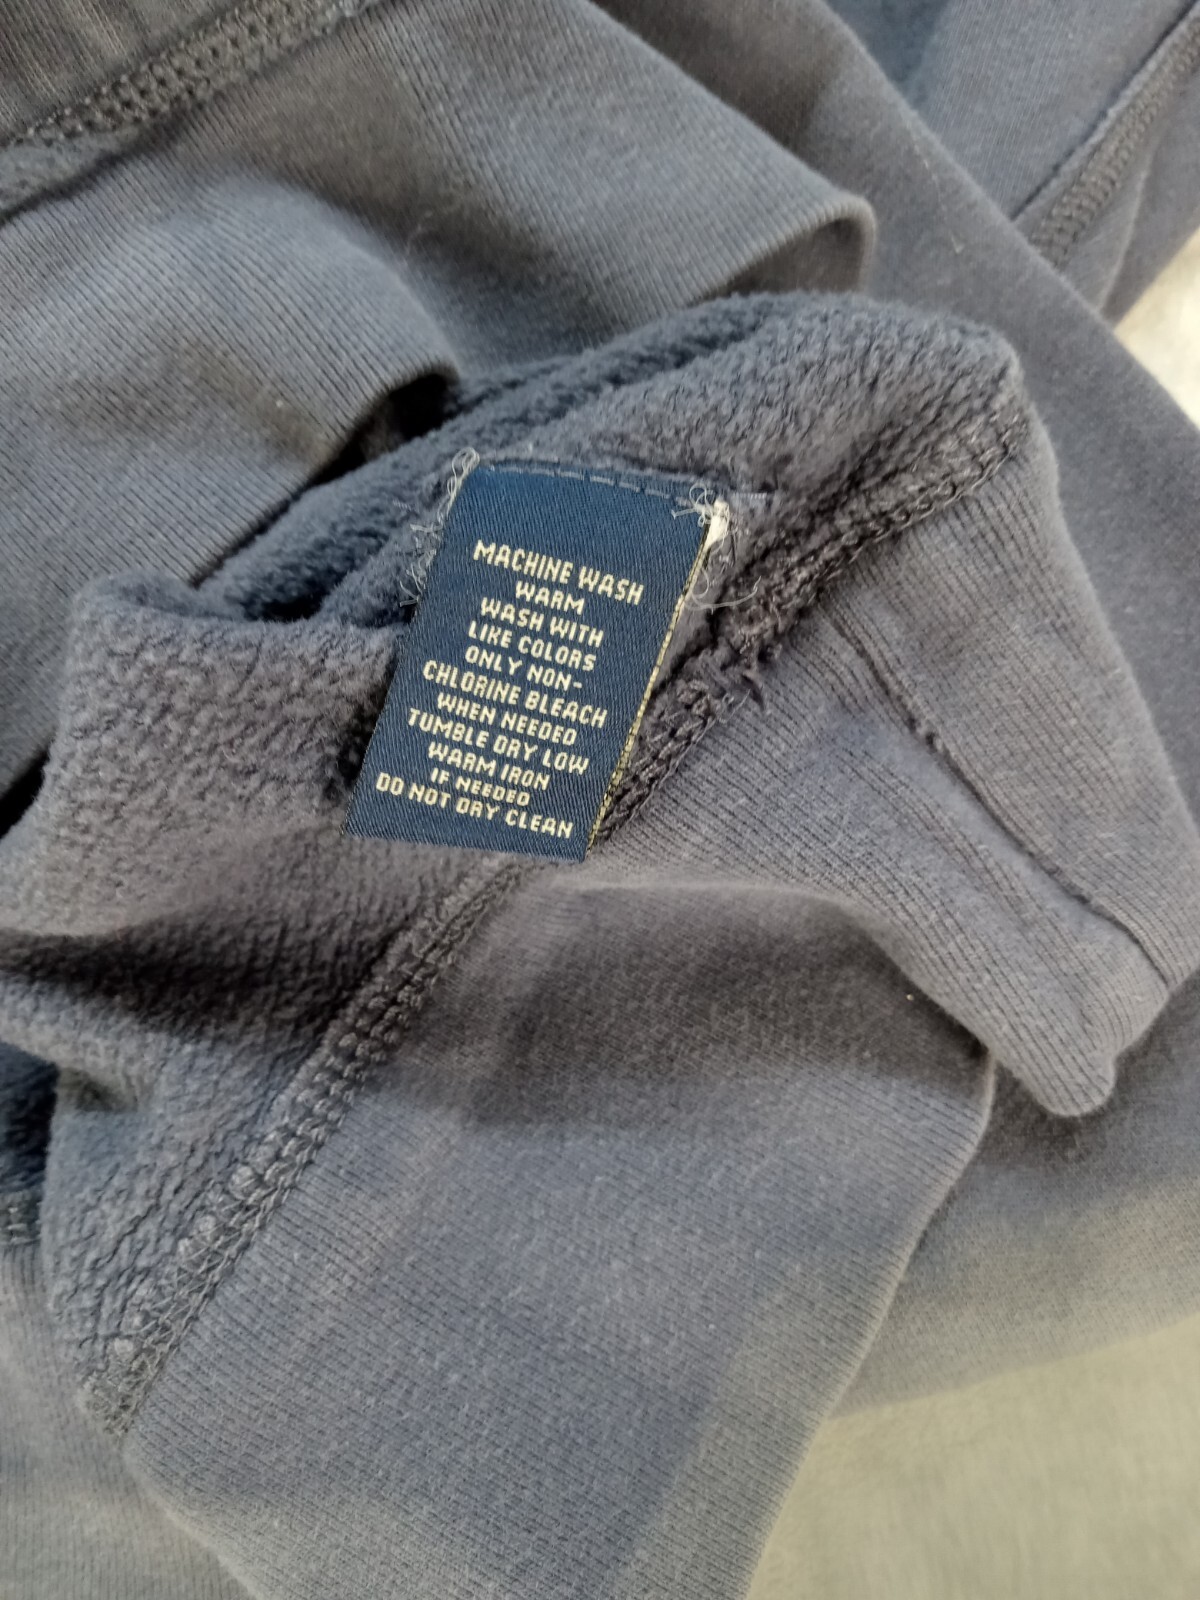 MACHINE WASH
WARM
WASH WITH
LIKE COLORS
ONLY NON-
CHLORINE BLEACH
WHEN NEEDED
TUMBLE DRY LOW
WARM IRON
IF NEEDED
DO NOT DRY CLEAN